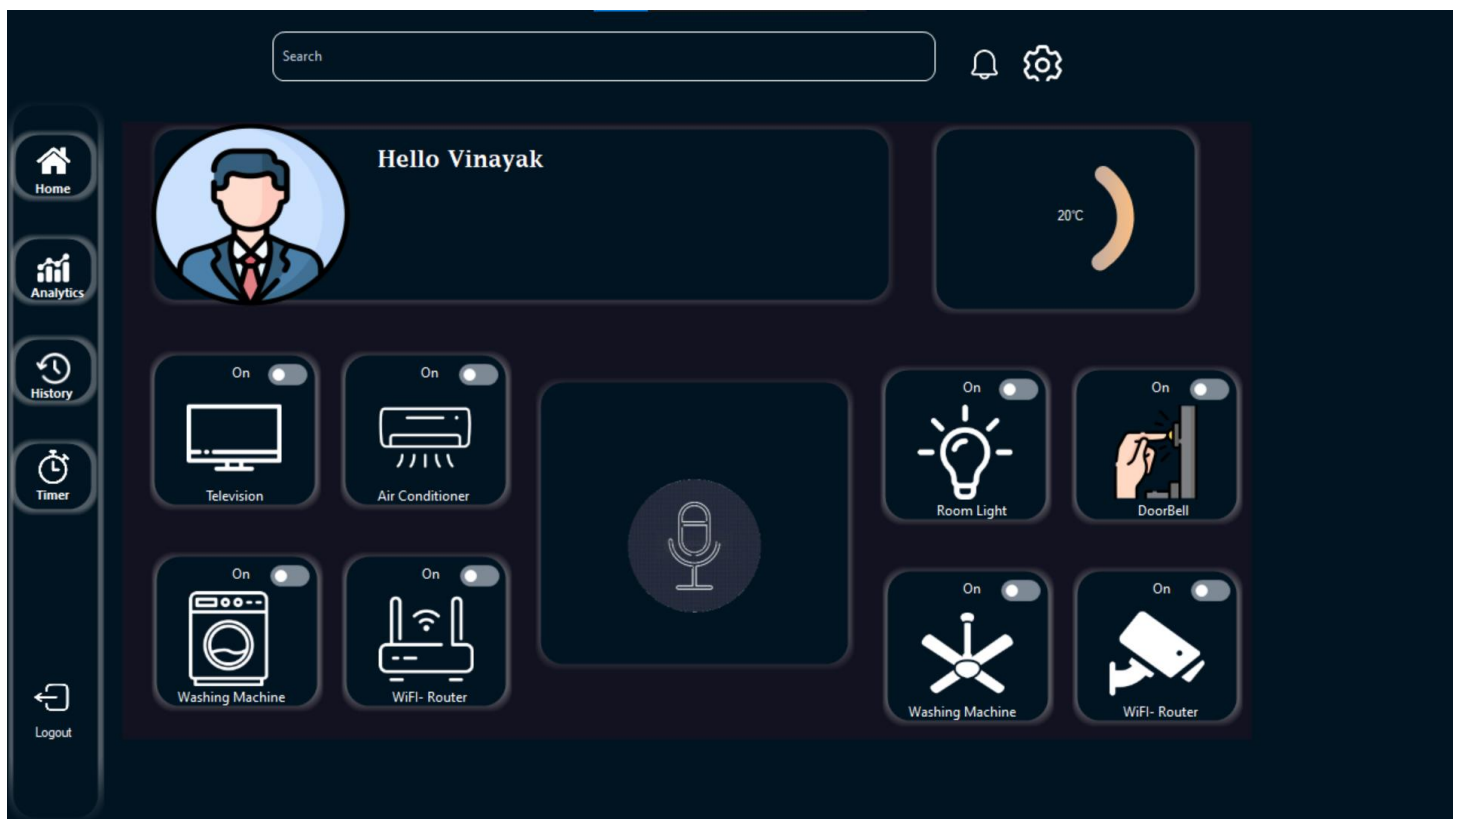 Search
Home
Analytics
History
Timer
Logout
Hello Vinayak
20°C
On
Television
On
Air Conditioner
On
Room Light
On
DoorBell
On
Washing Machine
On
WiFI- Router
On
Washing Machine
On
WiFI- Router